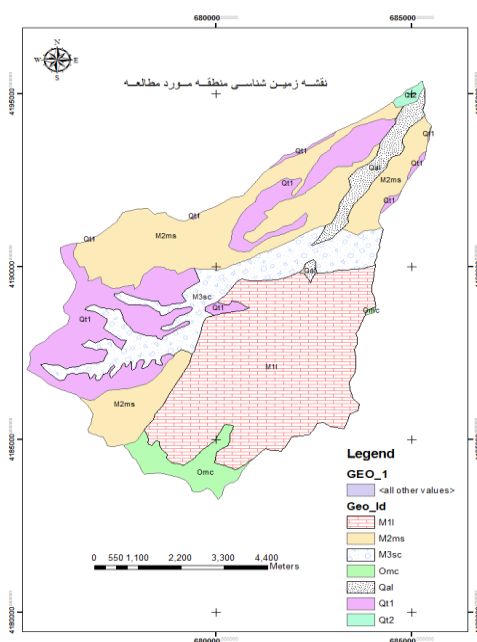 680000 685000
N
W E
S
نقشه زمین شناسی منطقه مورد مطالعه
4195000
Qt2
Qt1
Qt1
Qal
M2ms
Qt1
Qt1
Qt1
Qt1
M2ms
Qal
M3sc
Qt1
Qt1
Omc
M1l
M2ms
4185000
Omc
Legend
GEO_1
<all other values>
Geo_Id
M1l
M2ms
M3sc
Omc
Qal
Qt1
Qt2
0 550 1,100 2,200 3,300 4,400
Meters
4180000
680000 685000